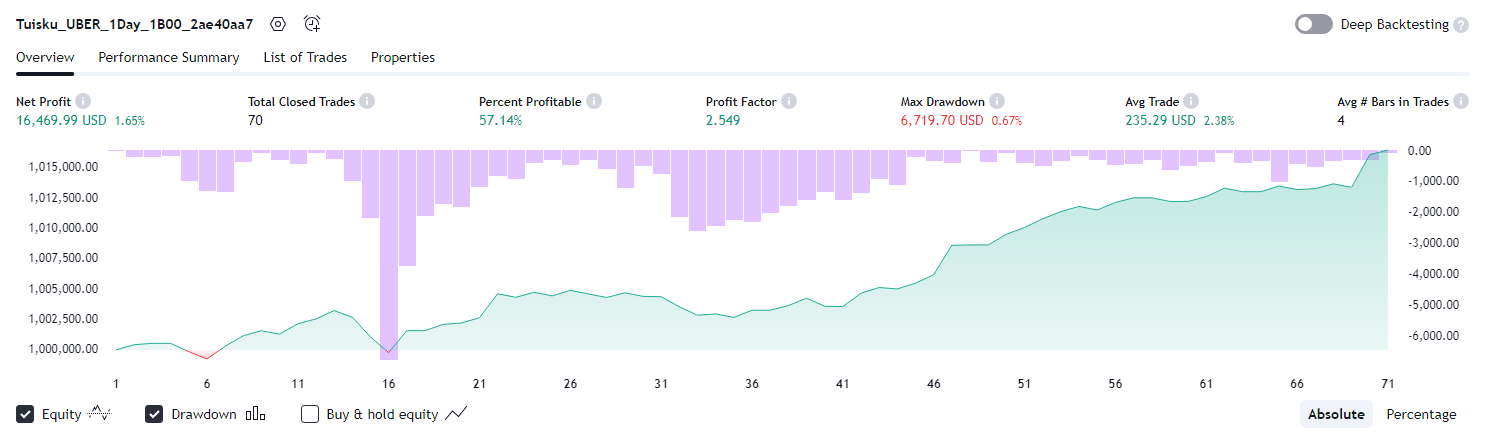 Tuisku_UBER_1Day_1B00_2ae40aa7
Deep Backtesting ?
Overview Performance Summary List of Trades Properties
Net Profit Total Closed Trades Percent Profitable Profit Factor Max Drawdown Avg Trade Avg # Bars in Trades
16,469.99 USD 1.65% 70 57.14% 2.549 6,719.70 USD 0.67% 235.29 USD 2.38% 4
1,015,000.00
1,012,500.00
1,010,000.00
1,007,500.00
1,005,000.00
1,002,500.00
1,000,000.00
0.00
-1,000.00
-2,000.00
-3,000.00
-4,000.00
-5,000.00
-6,000.00
1 6 11 16 21 26 31 36 41 46 51 56 61 66 71
Equity Drawdown Buy & hold equity Absolute Percentage